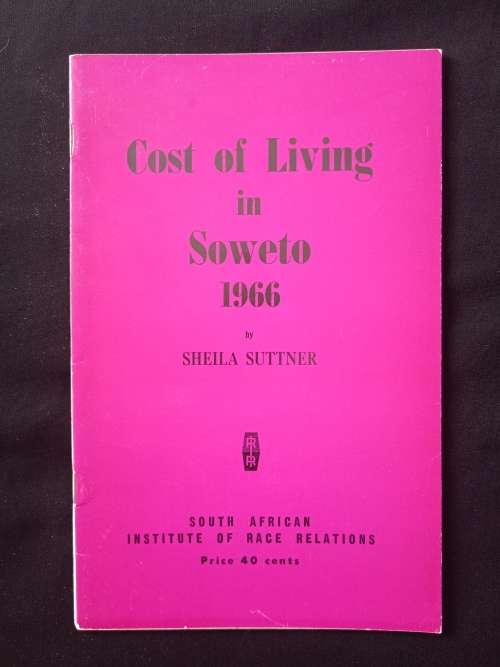 Cost of Living
in
Soweto
1966
by
SHEILA SUTTNER
SOUTH AFRICAN
INSTITUTE OF RACE RELATIONS
Price 40 cents